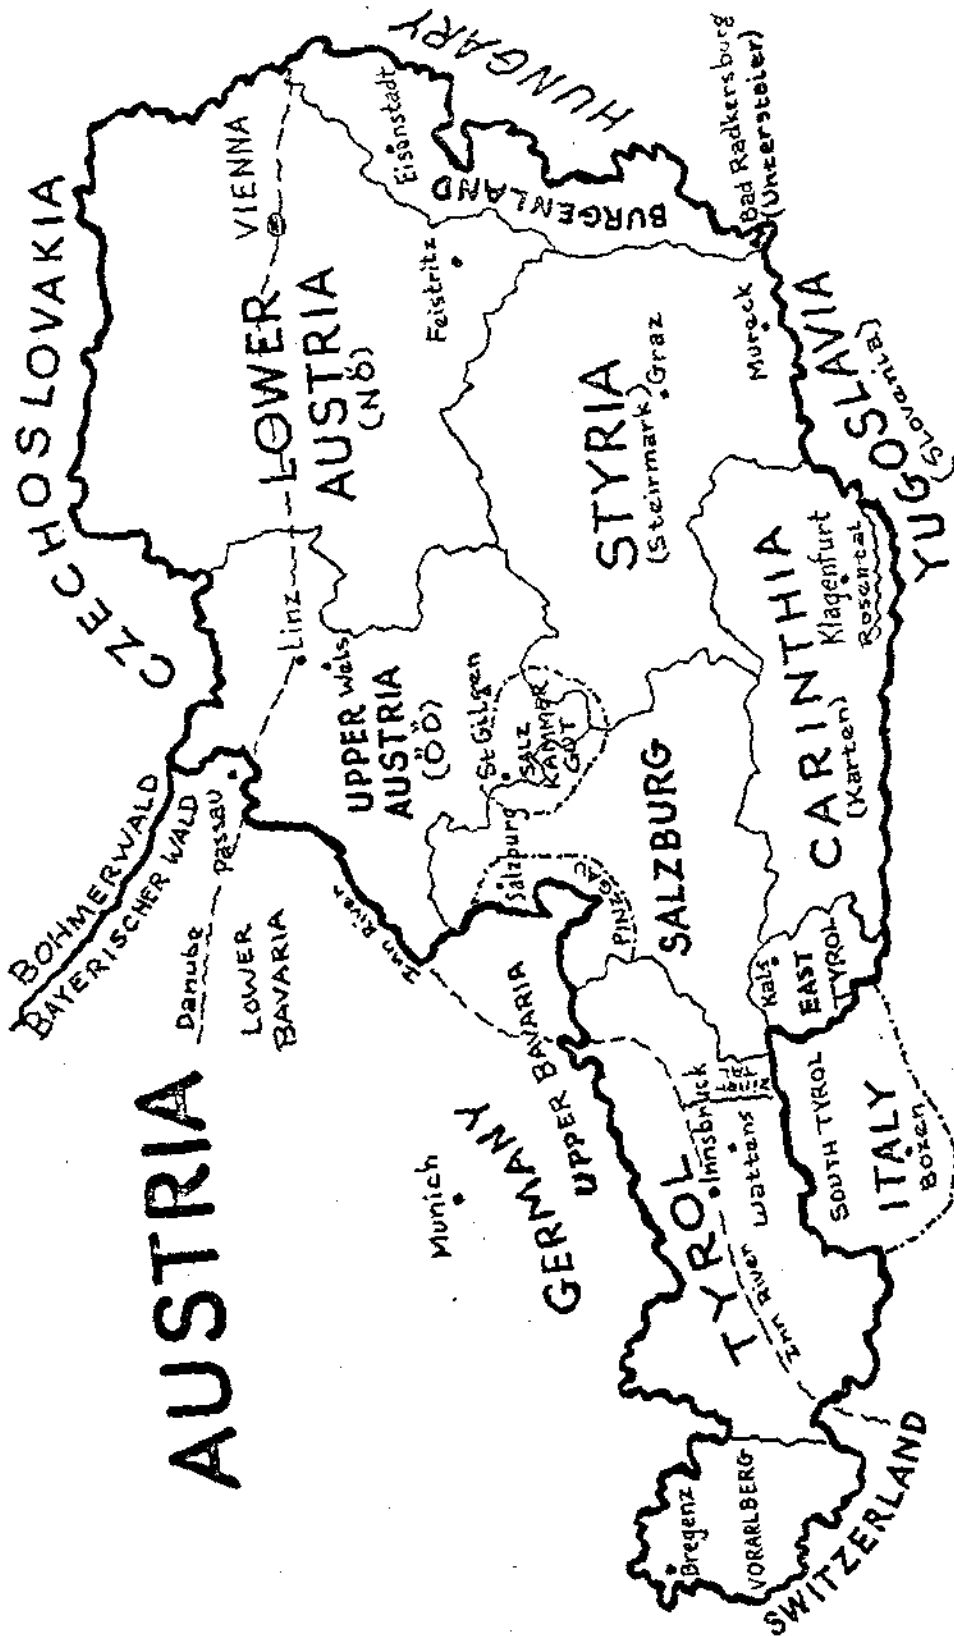 AUSTRIA
CZECHOSLOVAKIA
BOHMERWALD
BAYERISCHER WALD
Danube
Passau
LOWER
BAVARIA
Linz
LOWER
AUSTRIA
(NÖ)
VIENNA
HUNGARY
Eisenstadt
BURGENLAND
Feistritz
UPPER
Wels
AUSTRIA
(ÖÖ)
Inn River
St Gilgen
SALZ
KAMMER
GUT
Salzburg
PINZGAU
SALZBURG
Munich
GERMANY
UPPER BAVARIA
STYRIA
(Steirmark)
Graz
Mureck
Bad Radkersburg
(Untersteier)
YUGOSLAVIA
(Slovania)
CARINTHIA
(Karten)
Klagenfurt
Rosental
Kals
EAST
TYROL
TYROL
Innsbruck
Wattens
Inn River
SOUTH TYROL
ITALY
Bozen
Bregenz
VORARLBERG
SWITZERLAND